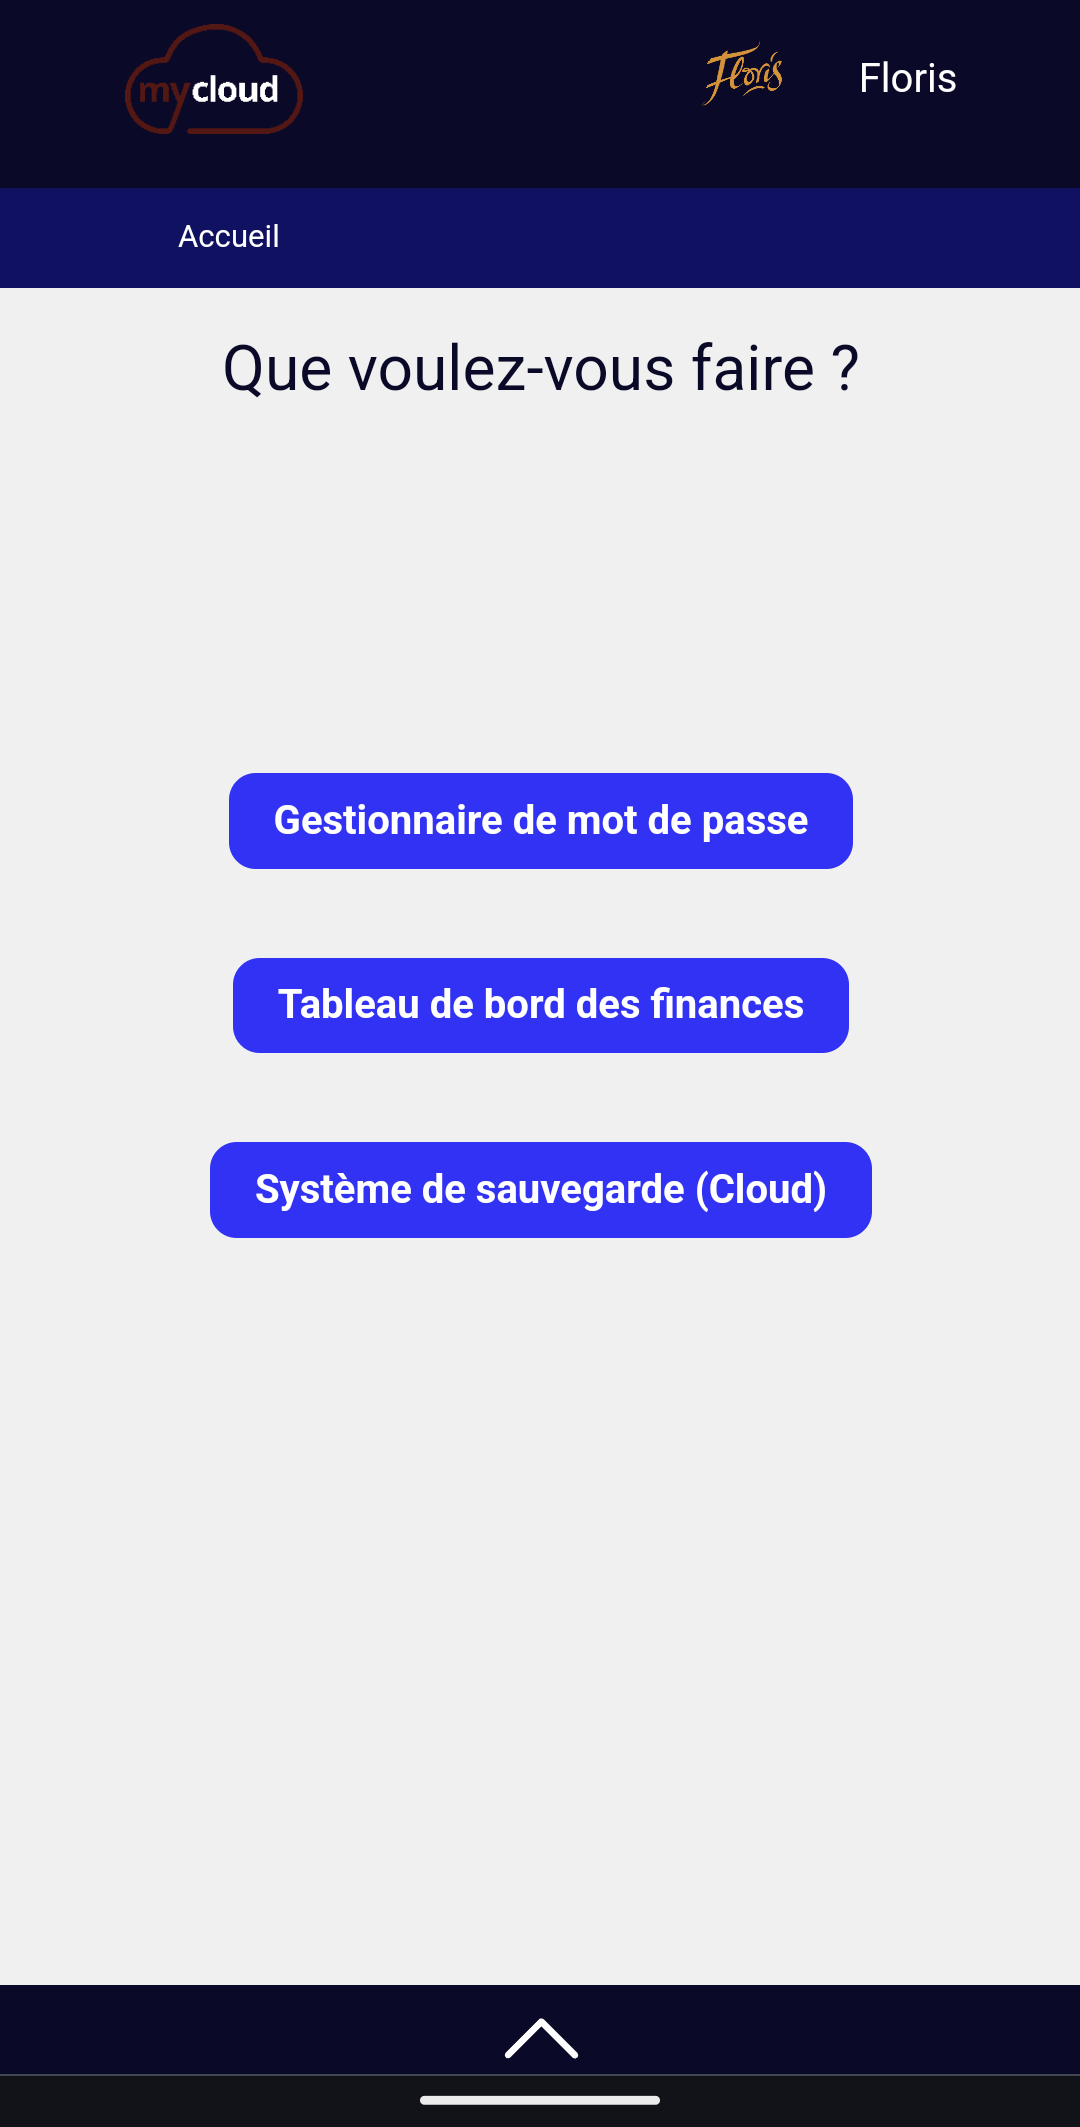 mycloud
Floris
Floris
Accueil
Que voulez-vous faire ?
Gestionnaire de mot de passe
Tableau de bord des finances
Système de sauvegarde (Cloud)